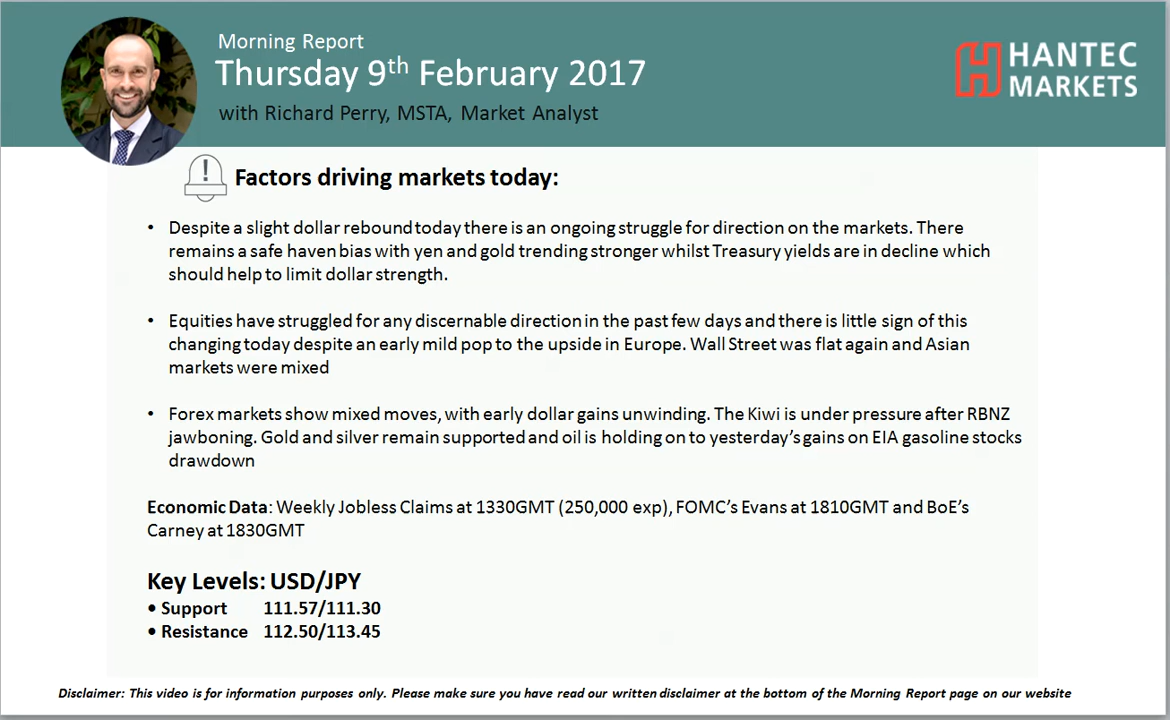 Morning Report
Thursday 9th February 2017
with Richard Perry, MSTA, Market Analyst
HANTEC
MARKETS
Factors driving markets today:
• Despite a slight dollar rebound today there is an ongoing struggle for direction on the markets. There
remains a safe haven bias with yen and gold trending stronger whilst Treasury yields are in decline which
should help to limit dollar strength.
• Equities have struggled for any discernable direction in the past few days and there is little sign of this
changing today despite an early mild pop to the upside in Europe. Wall Street was flat again and Asian
markets were mixed
• Forex markets show mixed moves, with early dollar gains unwinding. The Kiwi is under pressure after RBNZ
jawboning. Gold and silver remain supported and oil is holding on to yesterday's gains on EIA gasoline stocks
drawdown
Economic Data: Weekly Jobless Claims at 1330GMT (250,000 exp), FOMC's Evans at 1810GMT and BoE's
Carney at 1830GMT
Key Levels: USD/JPY
• Support 111.57/111.30
• Resistance 112.50/113.45
Disclaimer: This video is for information purposes only. Please make sure you have read our written disclaimer at the bottom of the Morning Report page on our website